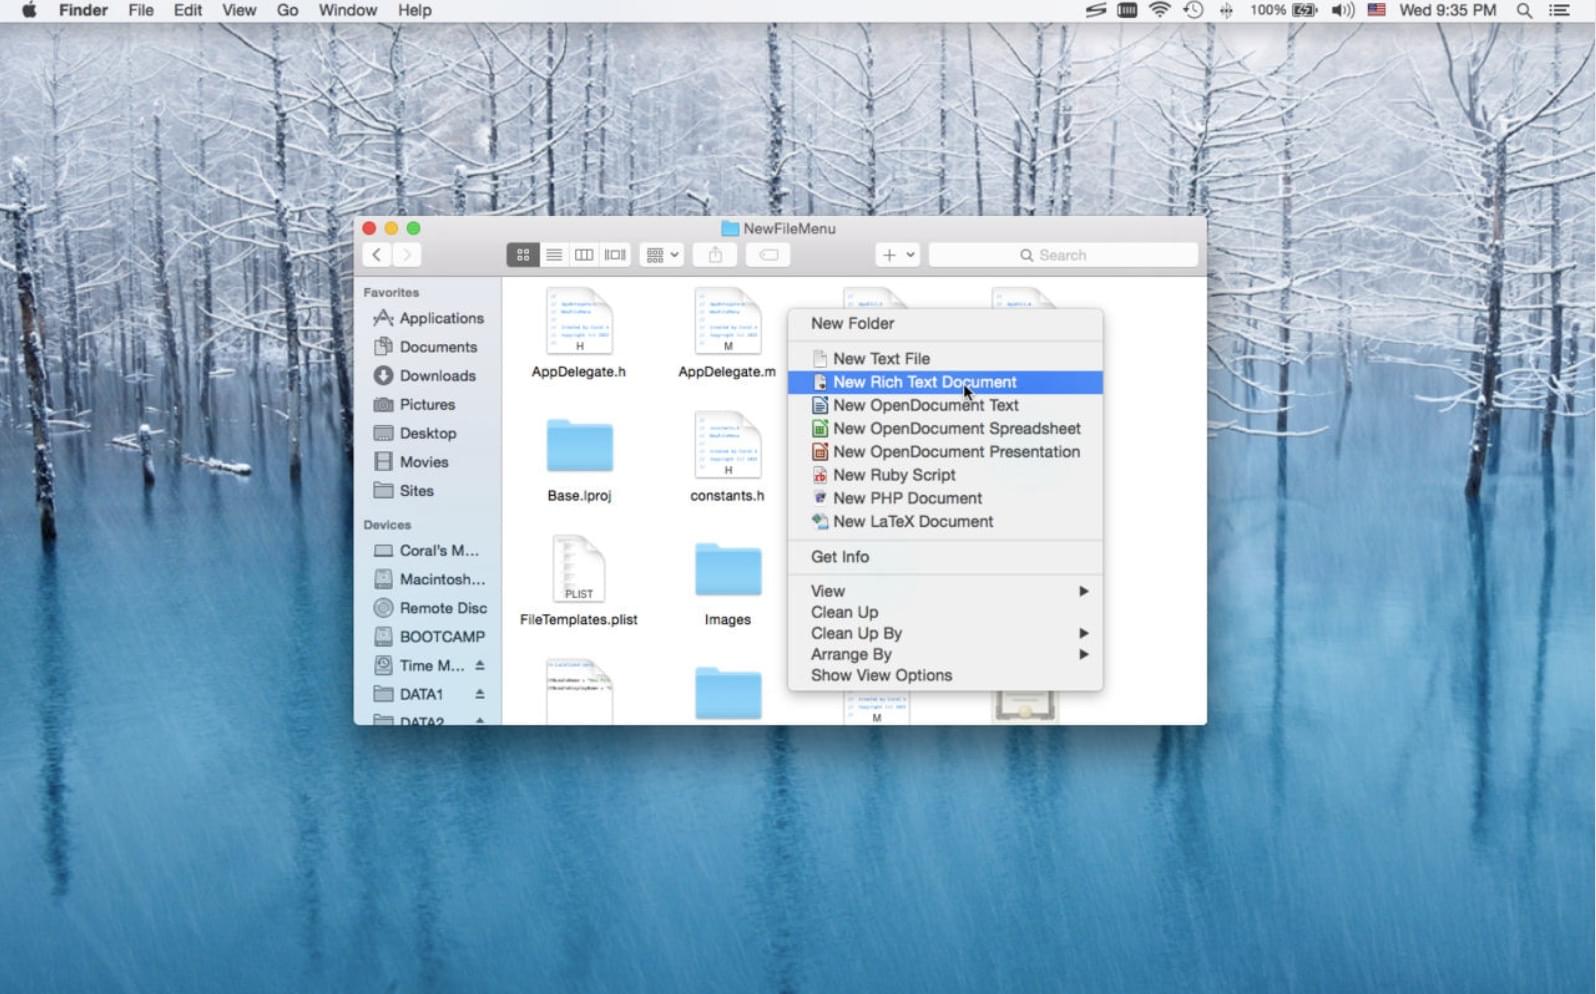 Finder File Edit View Go Window Help 100% Wed 9:35 PM
NewFileMenu
Search
Favorites
Applications
Documents
Downloads
Pictures
Desktop
Movies
Sites
Devices
Coral's M...
Macintosh...
Remote Disc
BOOTCAMP
Time M...
DATA1
DATA2
H
AppDelegate.h
M
AppDelegate.m
Base.lproj
H
constants.h
PLIST
FileTemplates.plist
Images
M
New Folder
New Text File
New Rich Text Document
New OpenDocument Text
New OpenDocument Spreadsheet
New OpenDocument Presentation
New Ruby Script
New PHP Document
New LaTeX Document
Get Info
View
Clean Up
Clean Up By
Arrange By
Show View Options